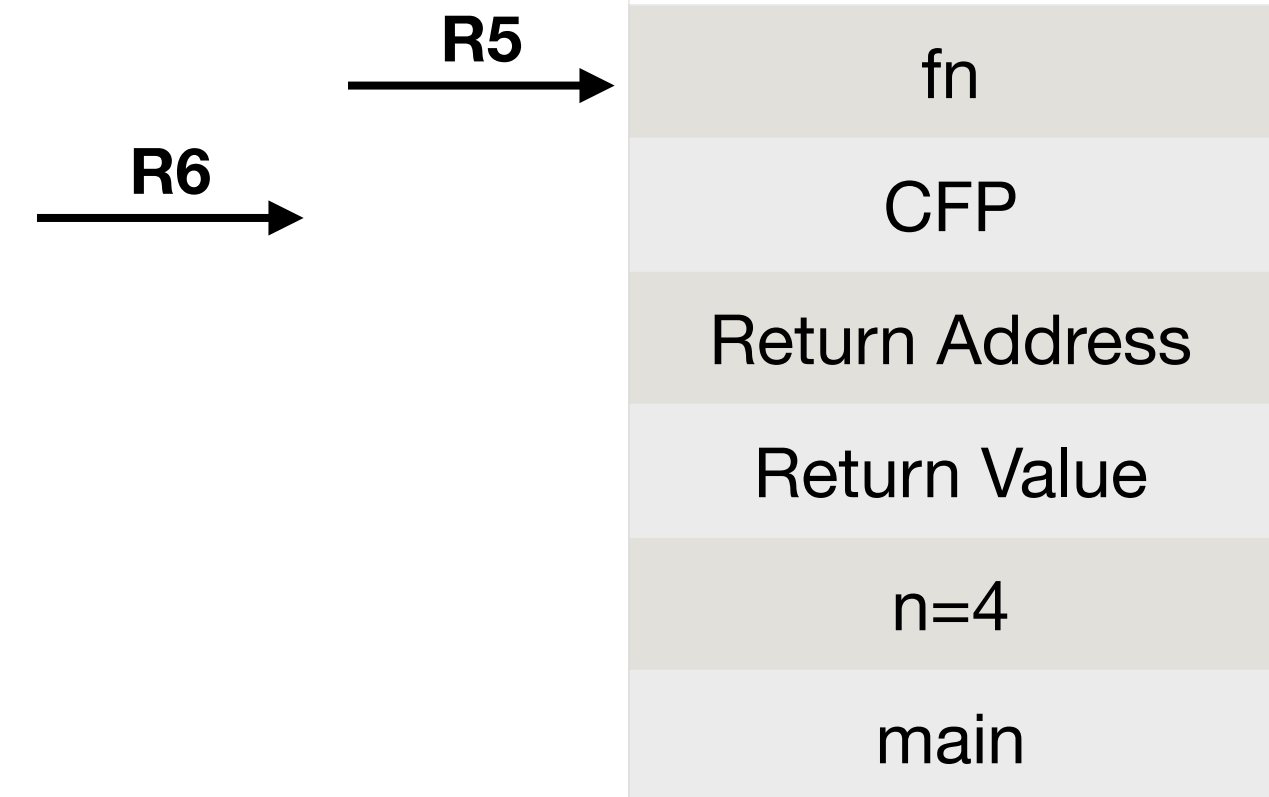 R5
fn
R6
CFP
Return Address
Return Value
n=4
main